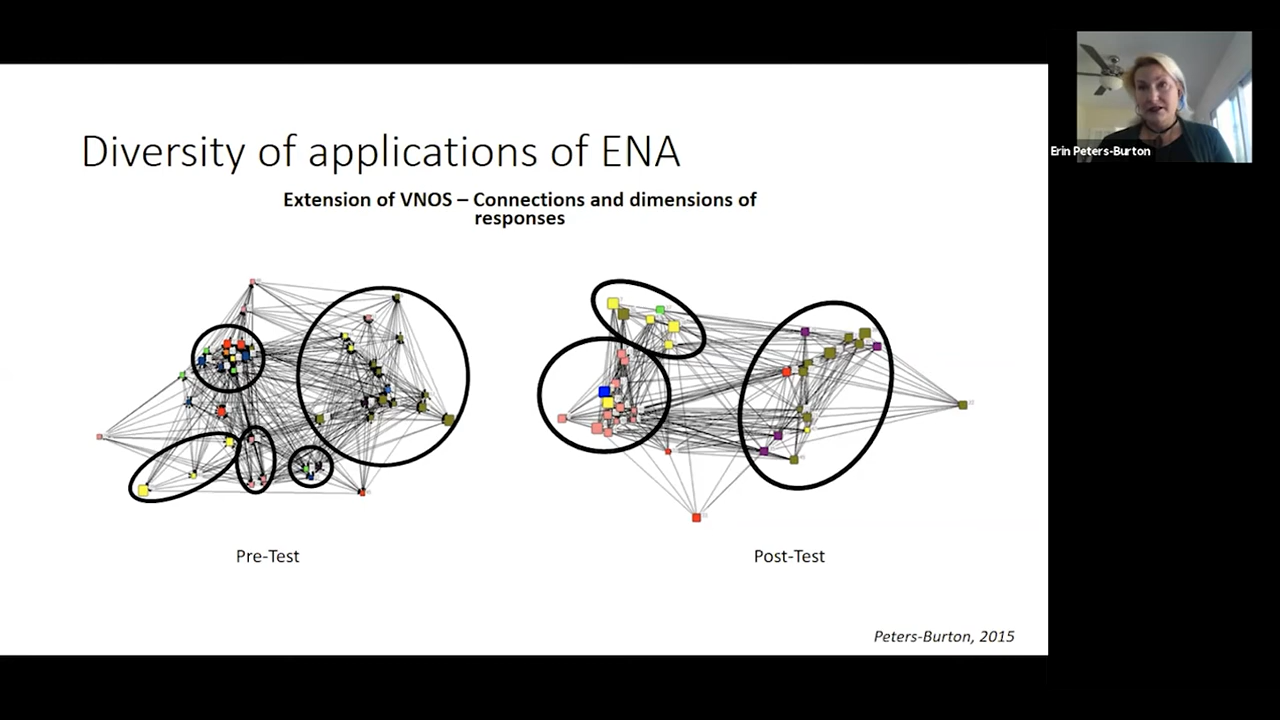 Diversity of applications of ENA
Extension of VNOS – Connections and dimensions of
responses
Erin Peters-Burton
Pre-Test
Post-Test
Peters-Burton, 2015